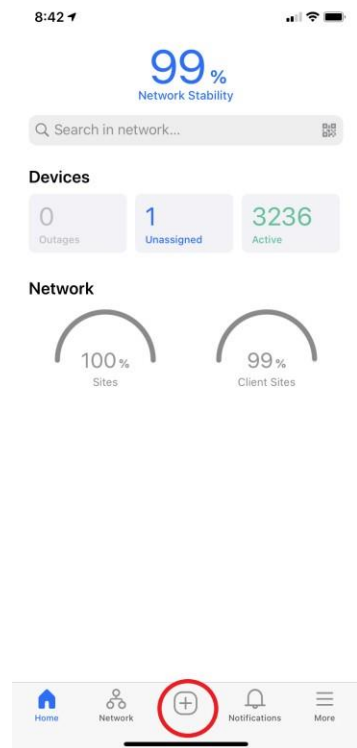 8:42
99 %
Network Stability
Search in network...
Devices
0 1 3236
Outages Unassigned Active
Network
100 % 99 %
Sites Client Sites
Home Network Notifications More